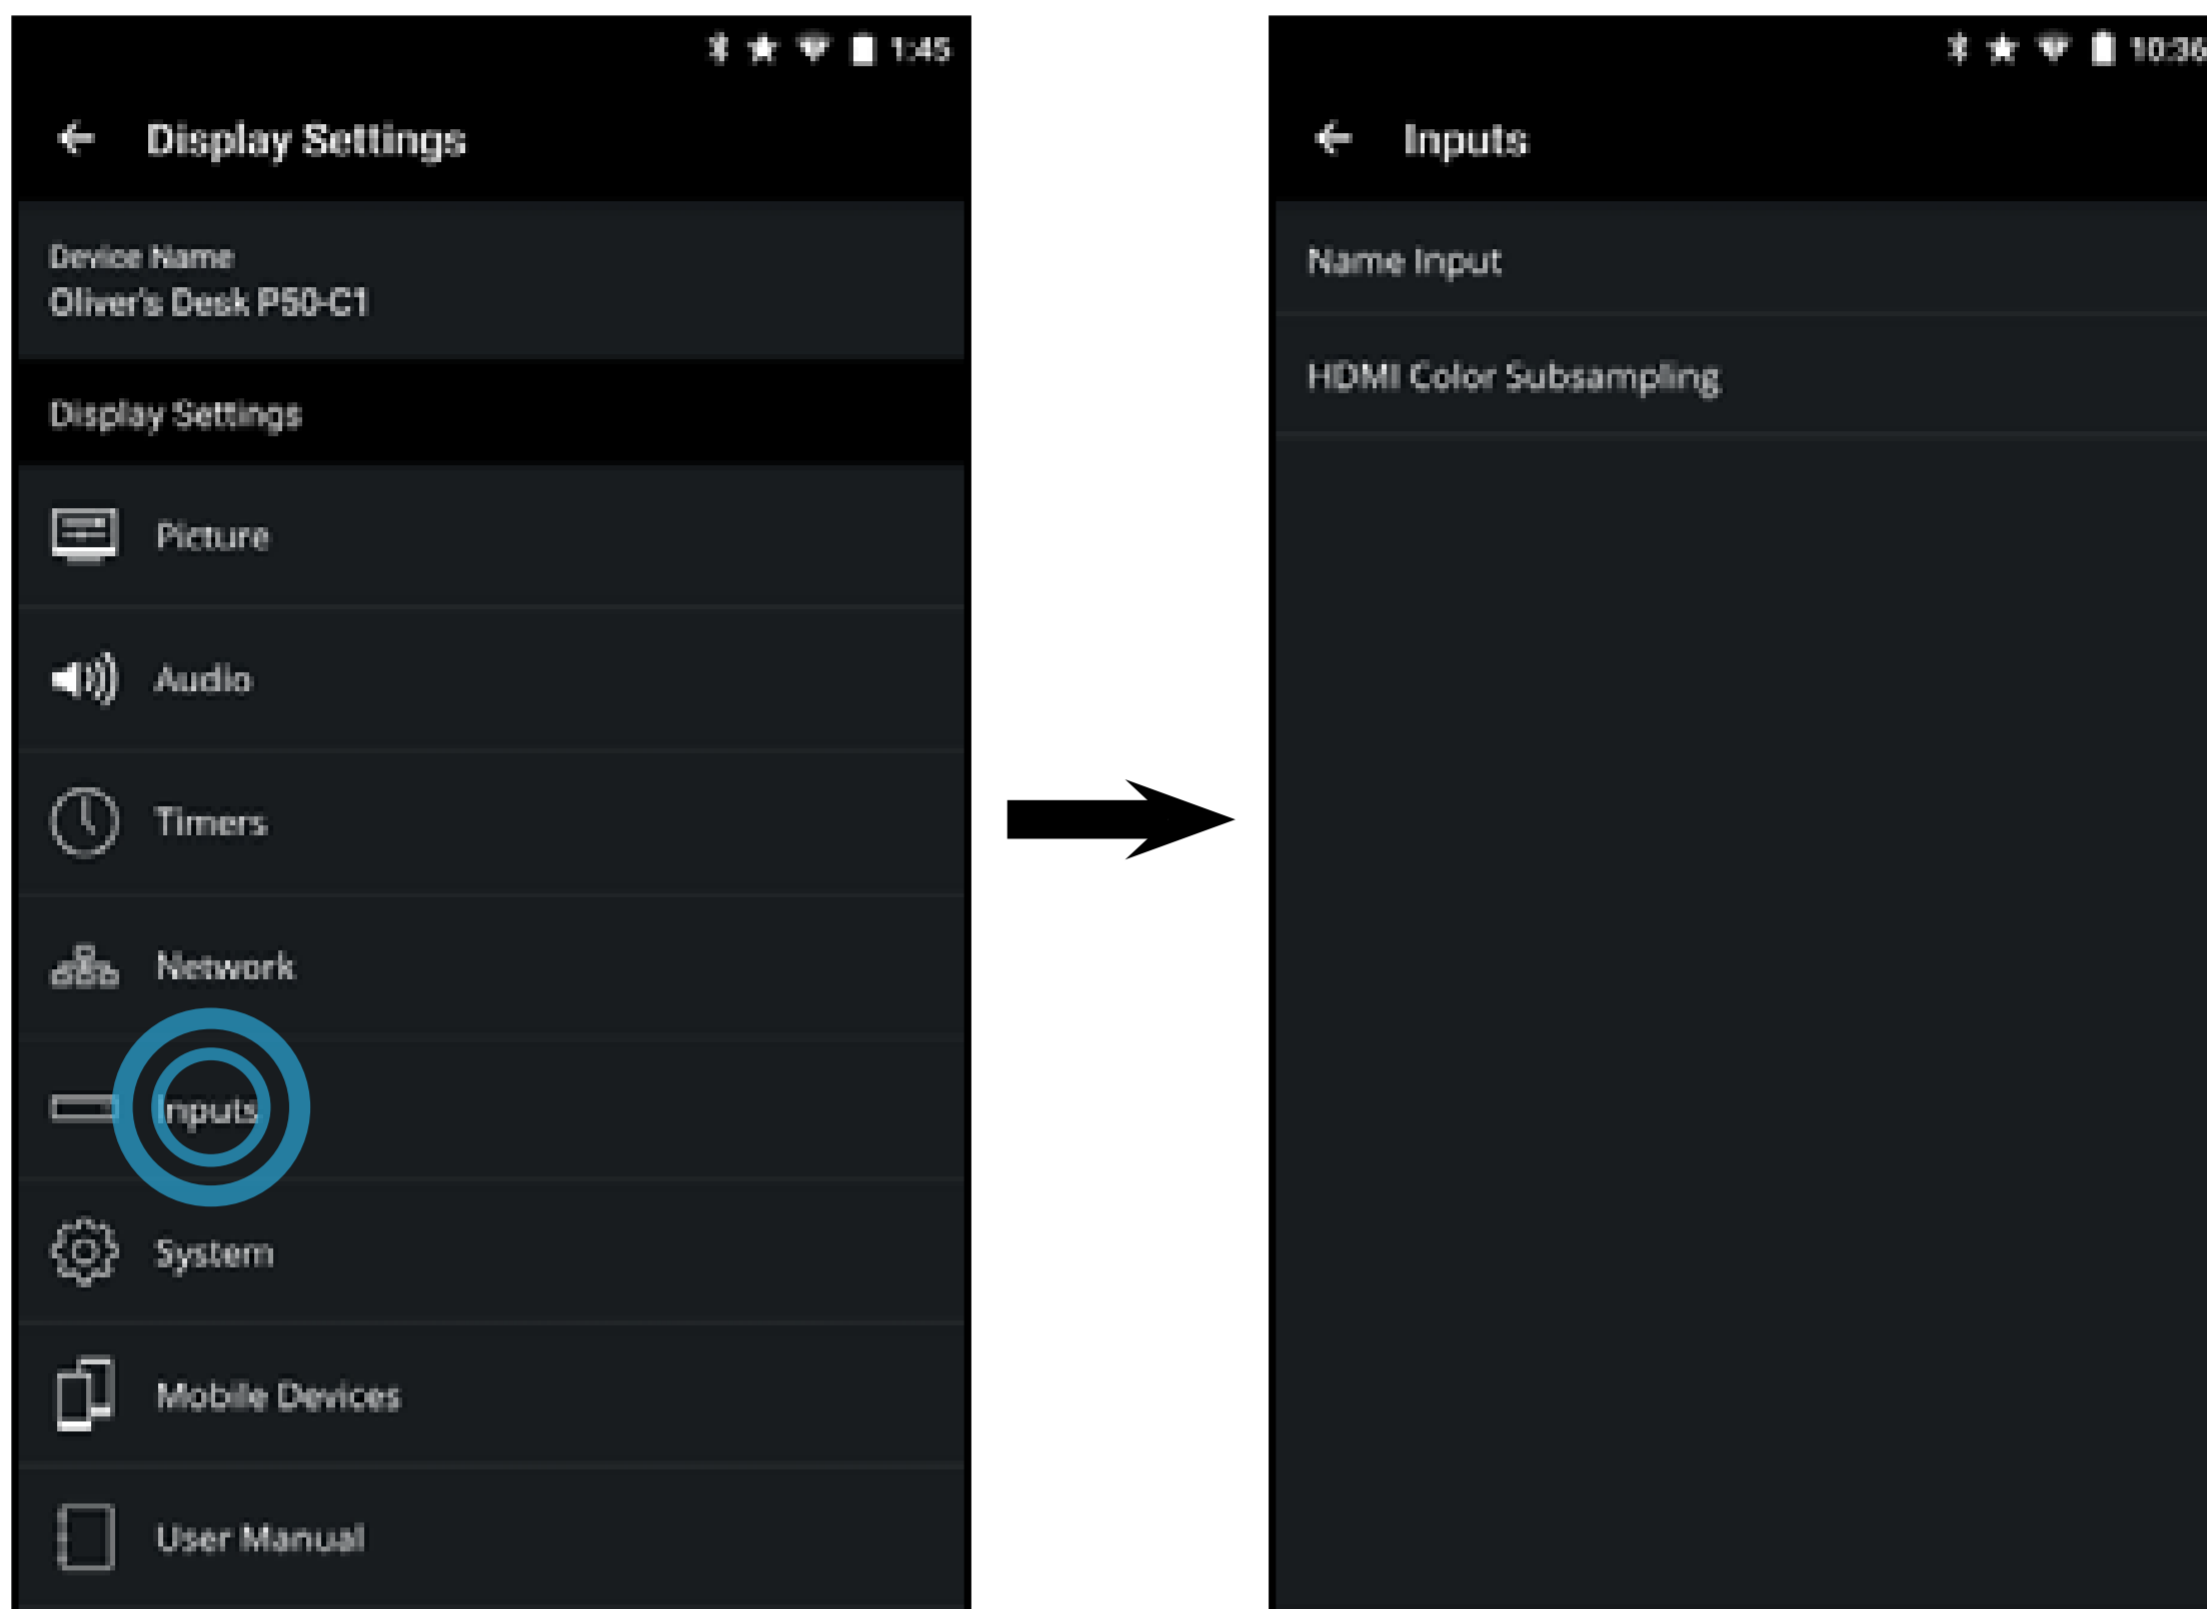 1:45
Display Settings
Device Name
Oliver's Desk P50-C1
Display Settings
Picture
Audio
Timers
Network
Inputs
System
Mobile Devices
User Manual
10:36
Inputs
Name Input
HDMI Color Subsampling